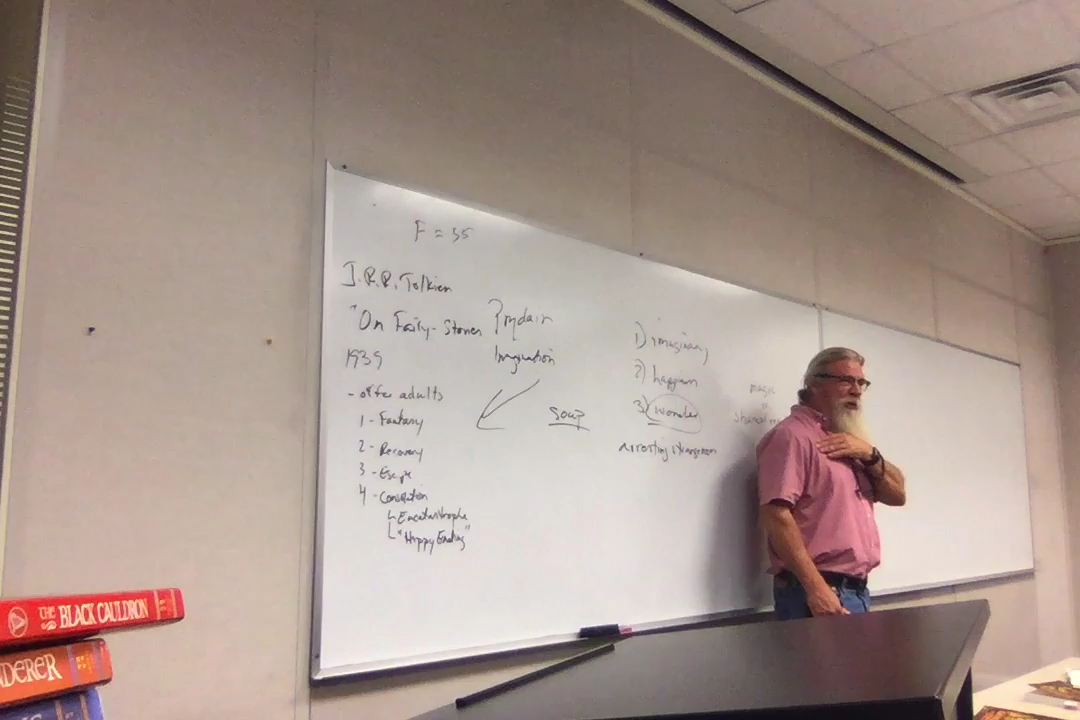 F = 35
J.R.R. Tolkien
"On Fairy-Stories
1939
- offer adults
1 - Fantasy
2 - Recovery
3 - Escape
4 - Consolation
Eucatastrophe
"Happy Ending"
Prydain
Imagination
Soup
1) imaginary
2) happen
3) wonder
arresting strangeness
magic
THE BLACK CAULDRON